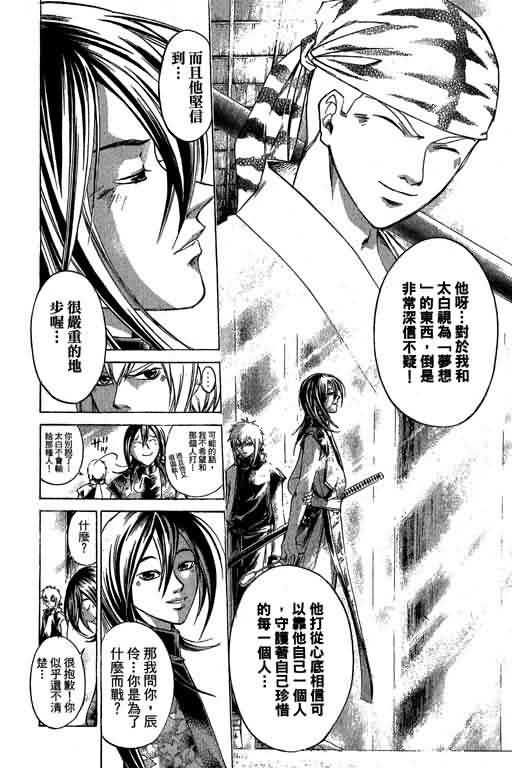 他呀…對於我和
太白視為「夢想
」的東西，倒是
非常深信不疑！
他打從心底相信可
以靠他自己一個人
，守護著自己珍惜
的每一個人…
而且他堅信
到…
很嚴重的地
步喔…
…
可能的話，
我不希望和
那個人打…
你別說！
太白不會輸
給那種人！
什麼？
那我問你，辰
伶…你是為了
什麼而戰？
很抱歉！你
似乎還不清
楚…